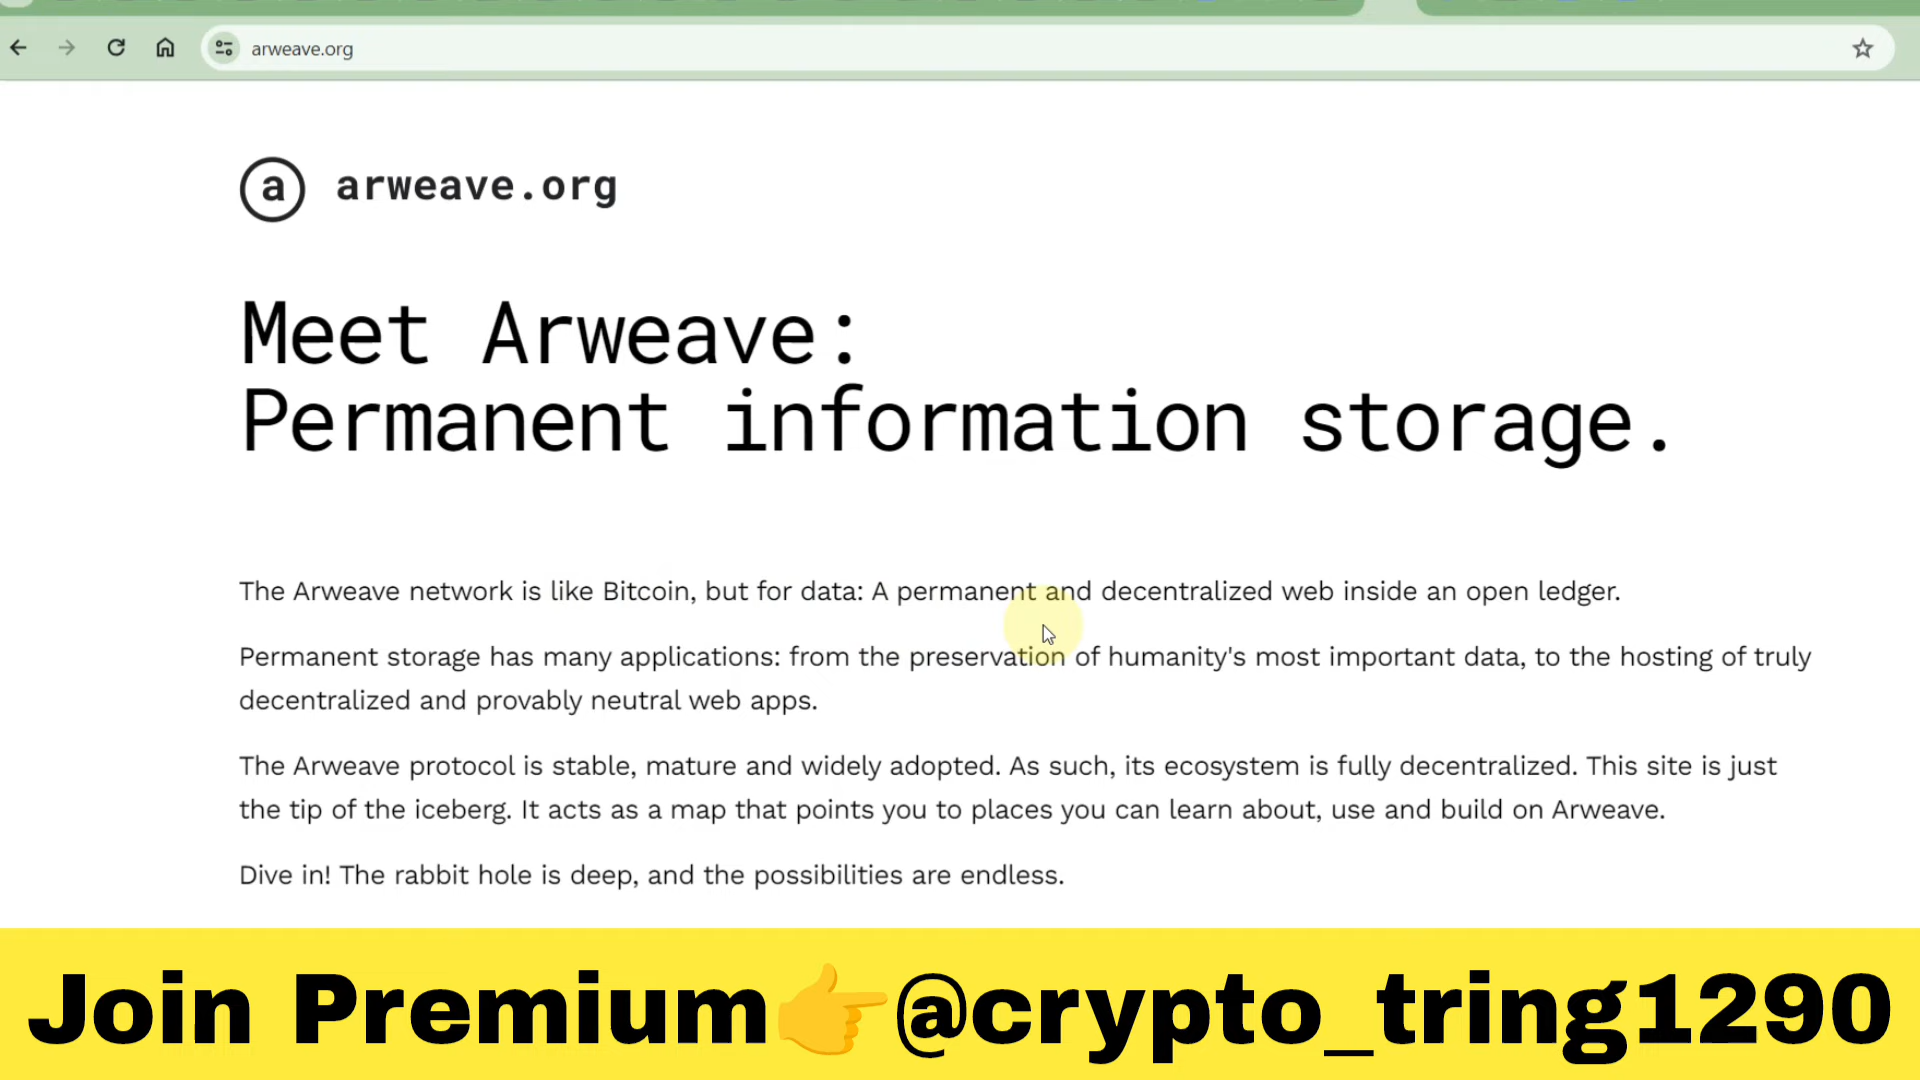 arweave.org
a arweave.org
Meet Arweave:
Permanent information storage.
The Arweave network is like Bitcoin, but for data: A permanent and decentralized web inside an open ledger.
Permanent storage has many applications: from the preservation of humanity's most important data, to the hosting of truly
decentralized and provably neutral web apps.
The Arweave protocol is stable, mature and widely adopted. As such, its ecosystem is fully decentralized. This site is just
the tip of the iceberg. It acts as a map that points you to places you can learn about, use and build on Arweave.
Dive in! The rabbit hole is deep, and the possibilities are endless.
Join Premium👉@crypto_tring1290